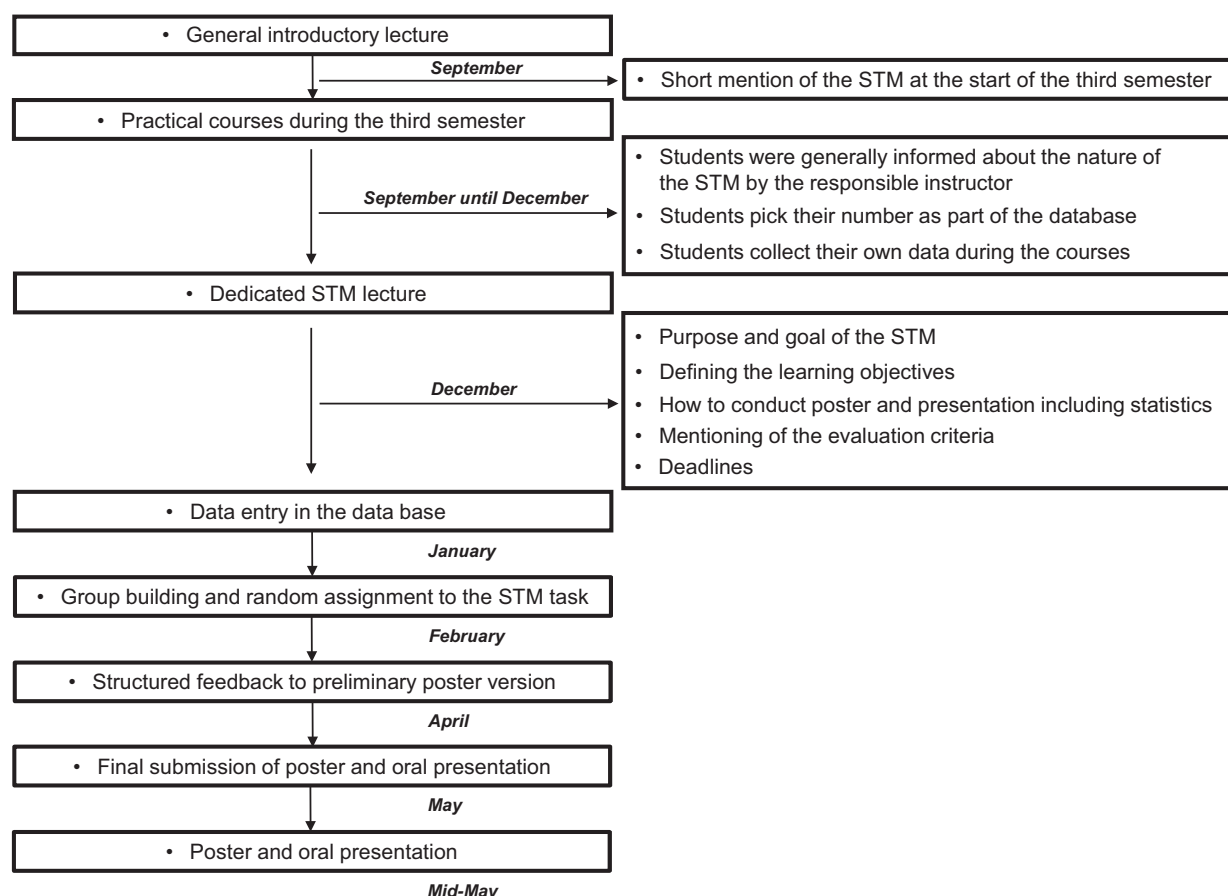 • General introductory lecture
September
• Short mention of the STM at the start of the third semester
• Practical courses during the third semester
September until December
• Students were generally informed about the nature of
the STM by the responsible instructor
• Students pick their number as part of the database
• Students collect their own data during the courses
• Dedicated STM lecture
December
• Purpose and goal of the STM
• Defining the learning objectives
• How to conduct poster and presentation including statistics
• Mentioning of the evaluation criteria
• Deadlines
• Data entry in the data base
January
• Group building and random assignment to the STM task
February
• Structured feedback to preliminary poster version
April
• Final submission of poster and oral presentation
May
• Poster and oral presentation
Mid-May